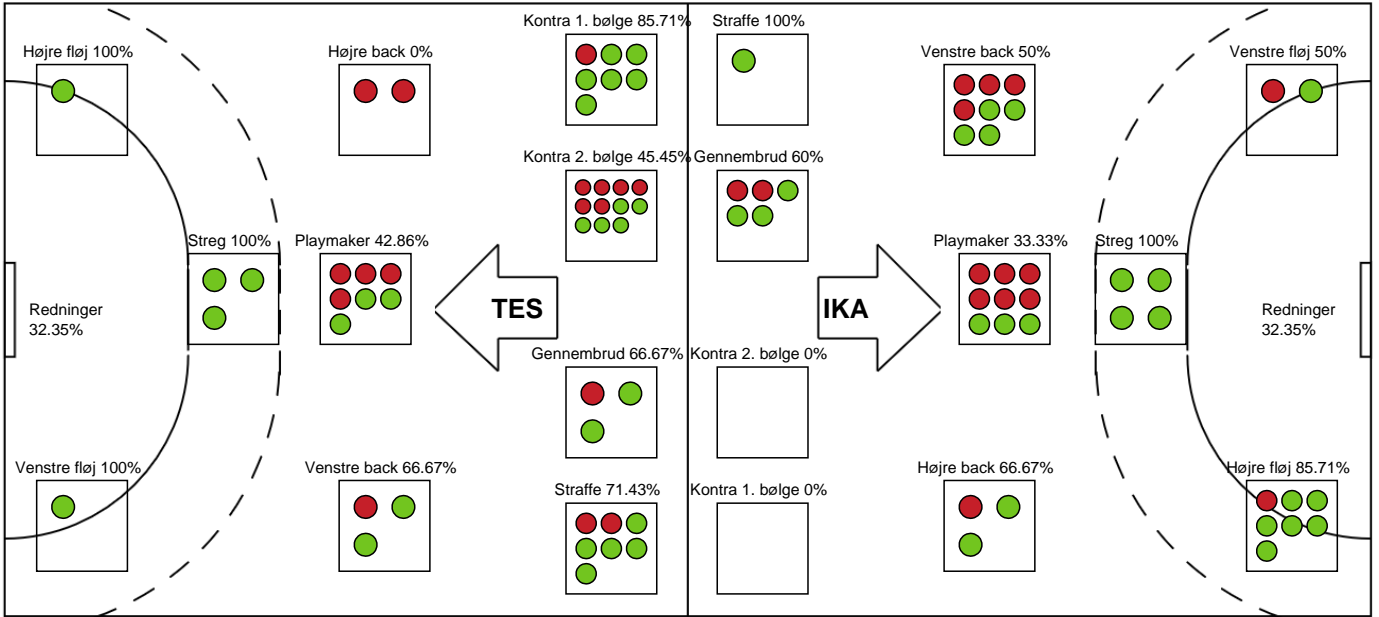 Kontra 1. bølge 85.71%
Straffe 100%
Højre fløj 100%
Højre back 0%
Venstre back 50%
Venstre fløj 50%
Kontra 2. bølge 45.45%
Gennembrud 60%
Streg 100%
Playmaker 42.86%
Playmaker 33.33%
Streg 100%
Redninger
32.35%
TES
IKA
Redninger
32.35%
Gennembrud 66.67%
Kontra 2. bølge 0%
Venstre fløj 100%
Venstre back 66.67%
Højre back 66.67%
Højre fløj 85.71%
Straffe 71.43%
Kontra 1. bølge 0%